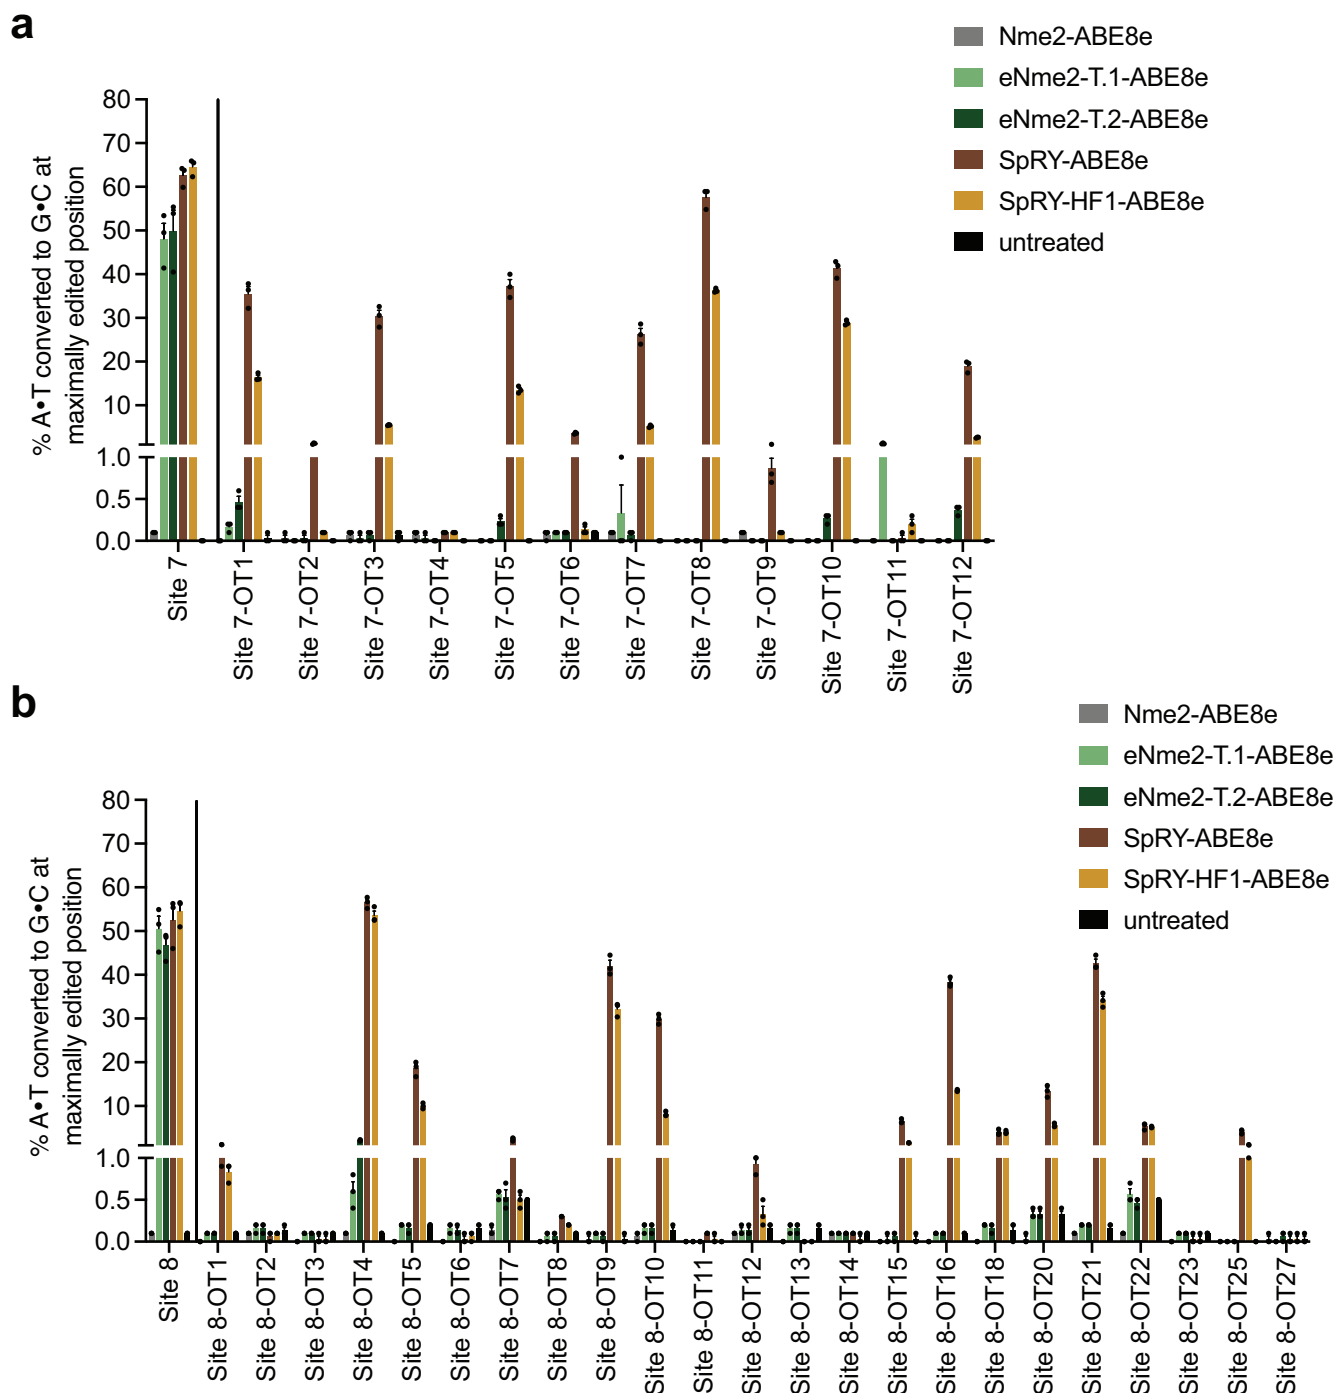 a
Nme2-ABE8e
eNme2-T.1-ABE8e
eNme2-T.2-ABE8e
SpRY-ABE8e
SpRY-HF1-ABE8e
untreated
% A•T converted to G•C at
maximally edited position
80
70
60
50
40
30
20
10
1.0
0.5
0.0
Site 7
Site 7-OT1
Site 7-OT2
Site 7-OT3
Site 7-OT4
Site 7-OT5
Site 7-OT6
Site 7-OT7
Site 7-OT8
Site 7-OT9
Site 7-OT10
Site 7-OT11
Site 7-OT12
b
Nme2-ABE8e
eNme2-T.1-ABE8e
eNme2-T.2-ABE8e
SpRY-ABE8e
SpRY-HF1-ABE8e
untreated
% A•T converted to G•C at
maximally edited position
80
70
60
50
40
30
20
10
1.0
0.5
0.0
Site 8
Site 8-OT1
Site 8-OT2
Site 8-OT3
Site 8-OT4
Site 8-OT5
Site 8-OT6
Site 8-OT7
Site 8-OT8
Site 8-OT9
Site 8-OT10
Site 8-OT11
Site 8-OT12
Site 8-OT13
Site 8-OT14
Site 8-OT15
Site 8-OT16
Site 8-OT18
Site 8-OT20
Site 8-OT21
Site 8-OT22
Site 8-OT23
Site 8-OT25
Site 8-OT27